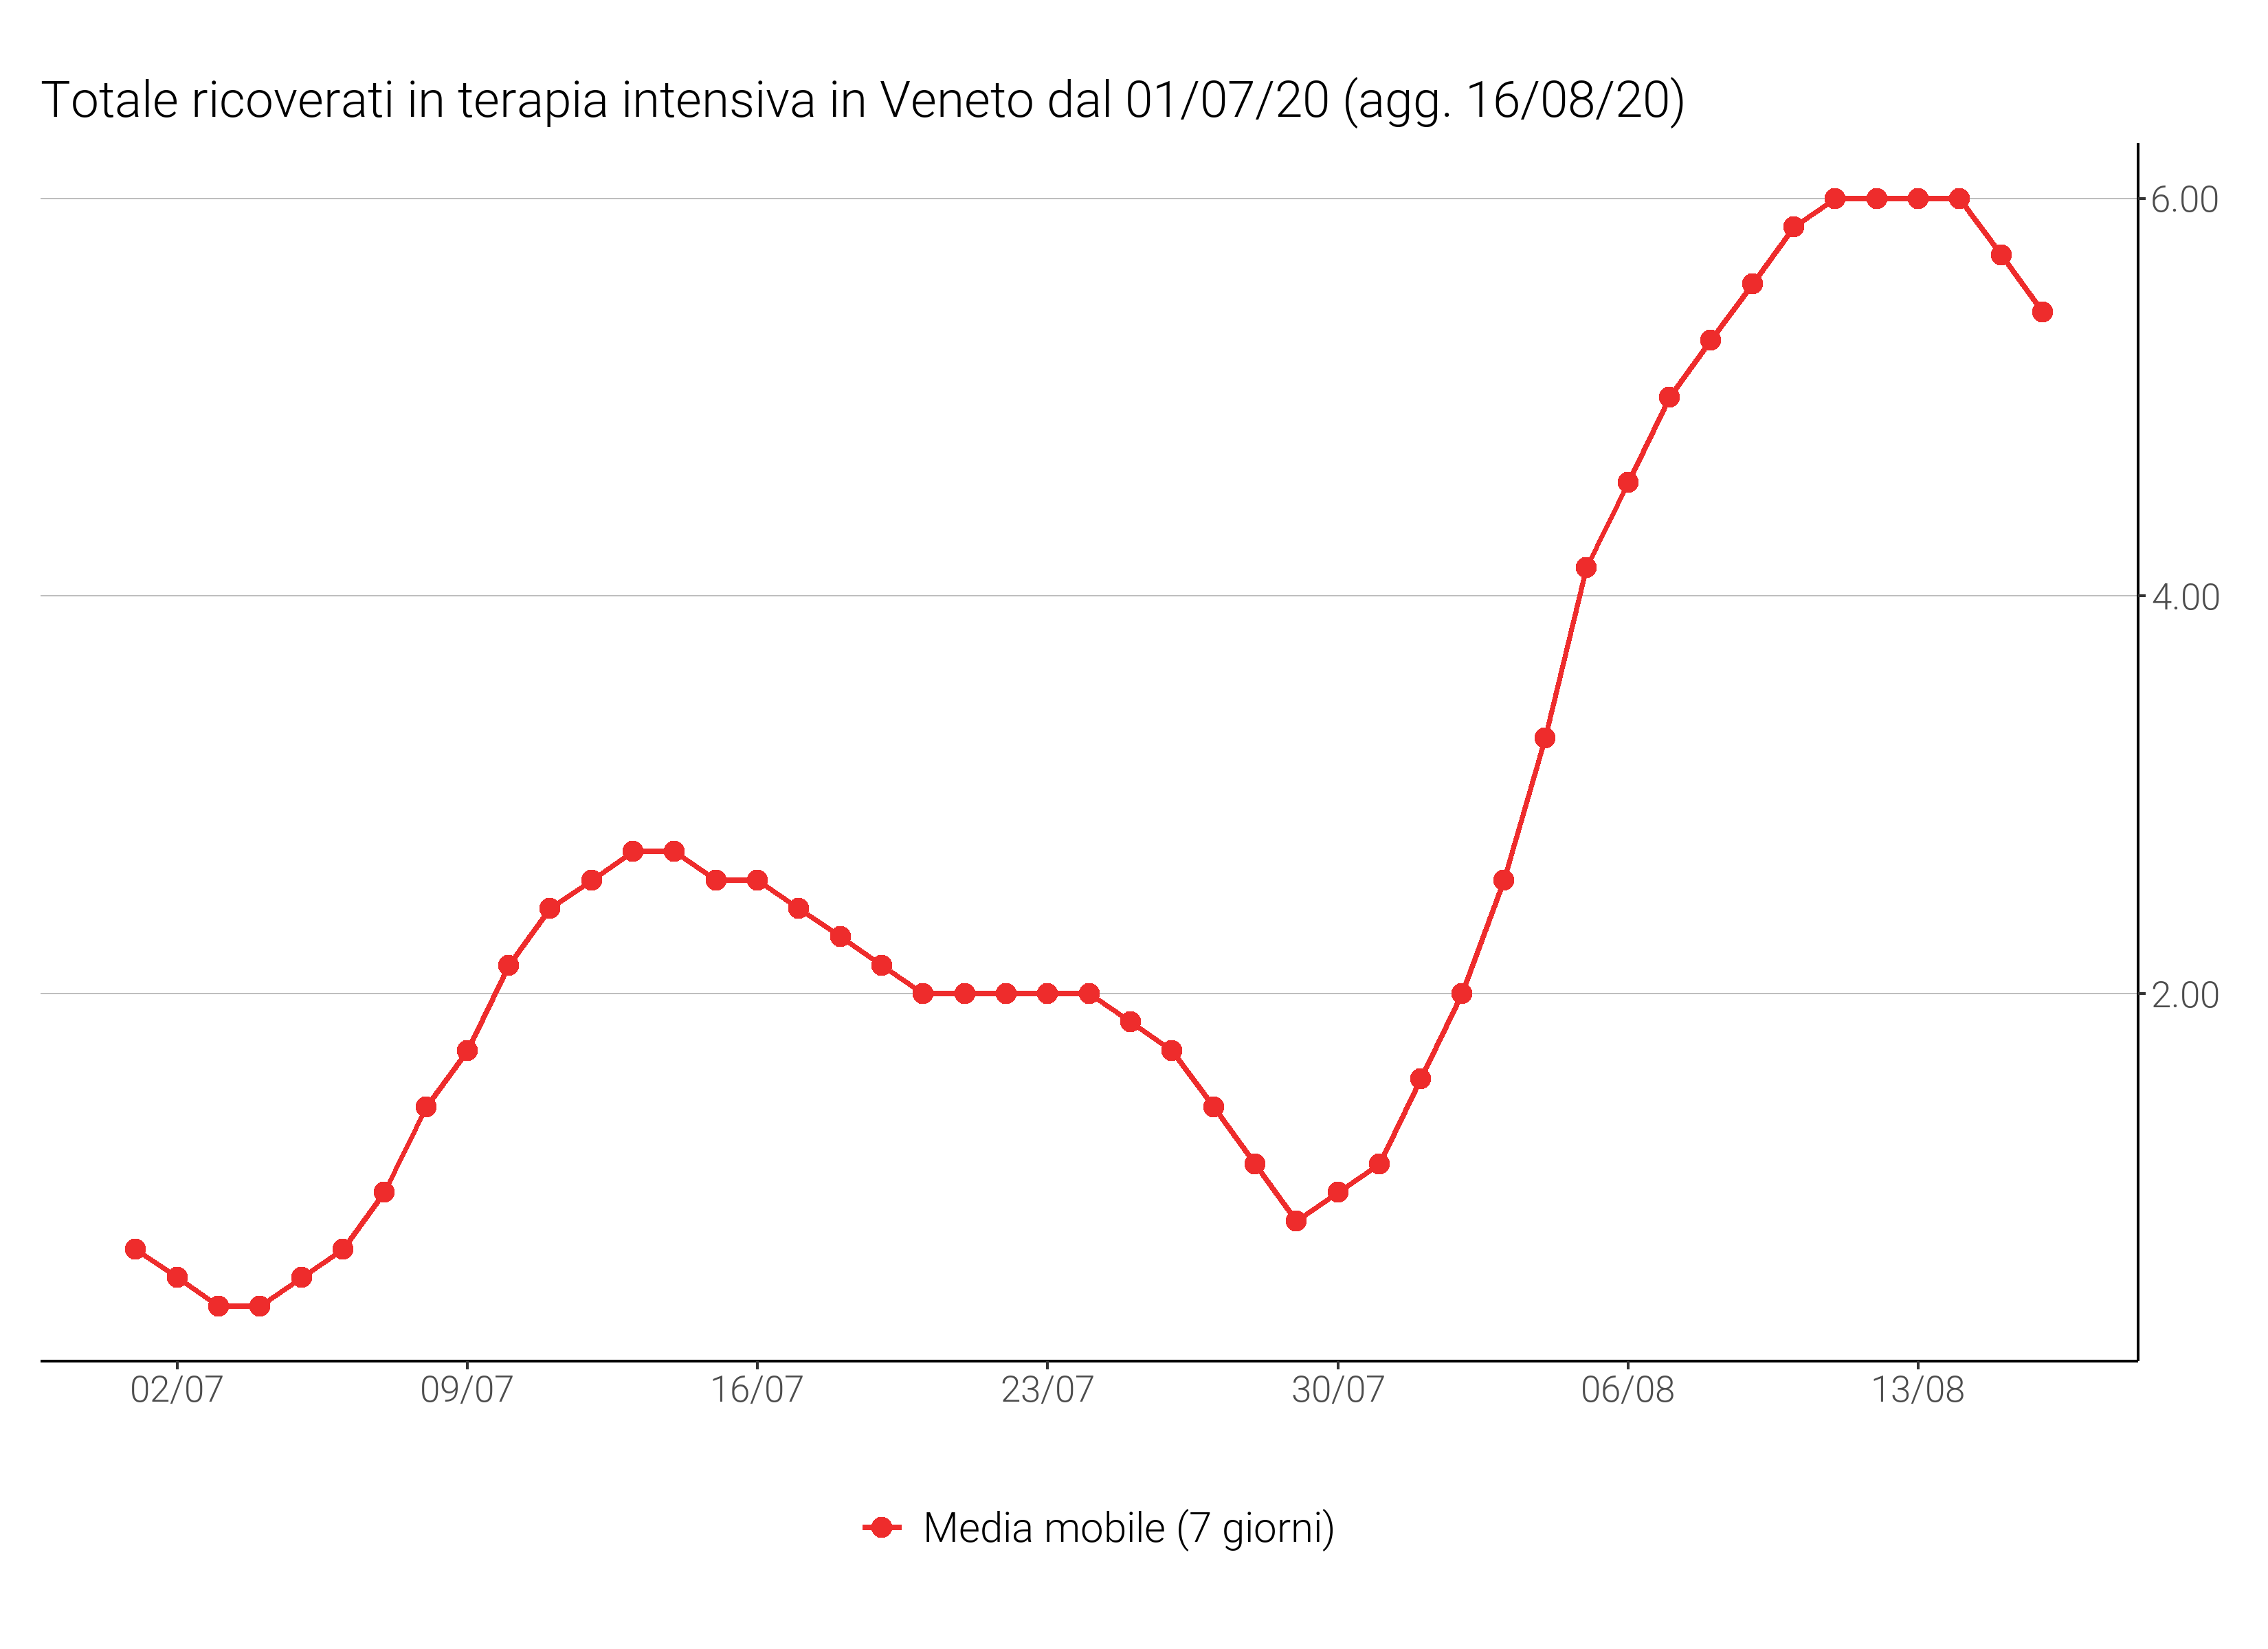 Totale ricoverati in terapia intensiva in Veneto dal 01/07/20 (agg. 16/08/20)
6.00
4.00
2.00
02/07 09/07 16/07 23/07 30/07 06/08 13/08
Media mobile (7 giorni)